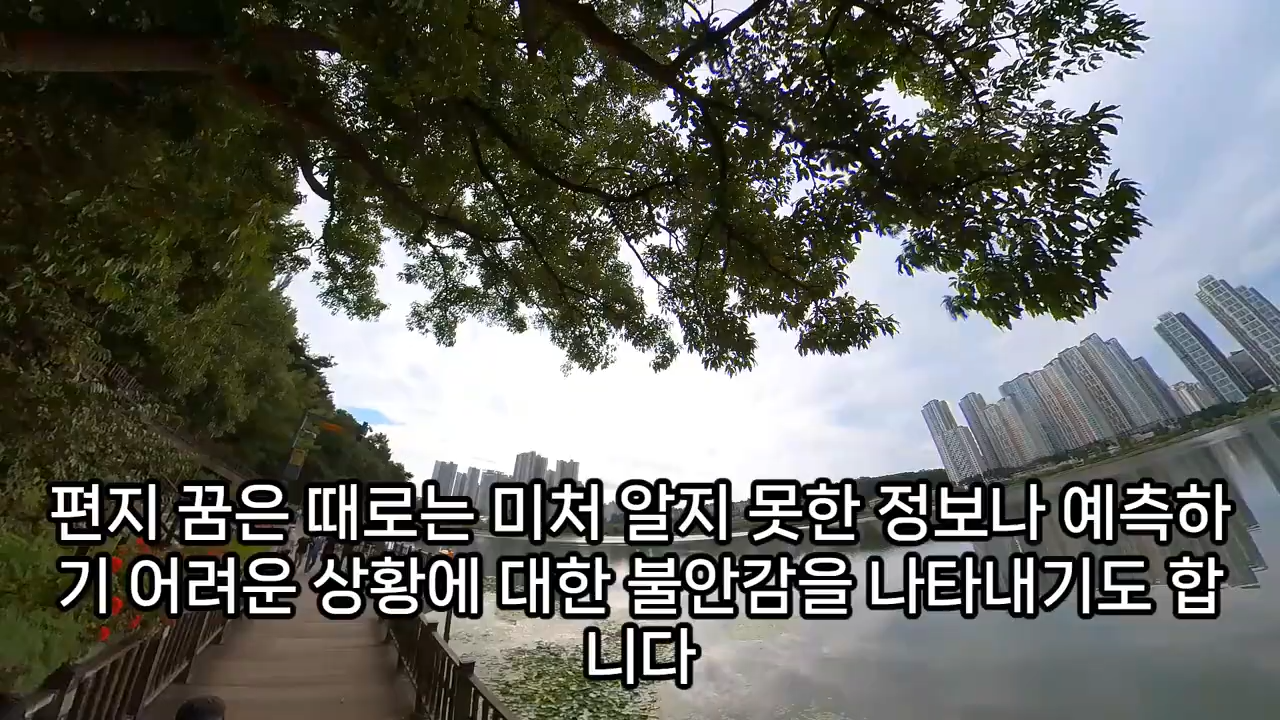 편지 꿈은 때로는 미처 알지 못한 정보나 예측하
기 어려운 상황에 대한 불안감을 나타내기도 합
니다